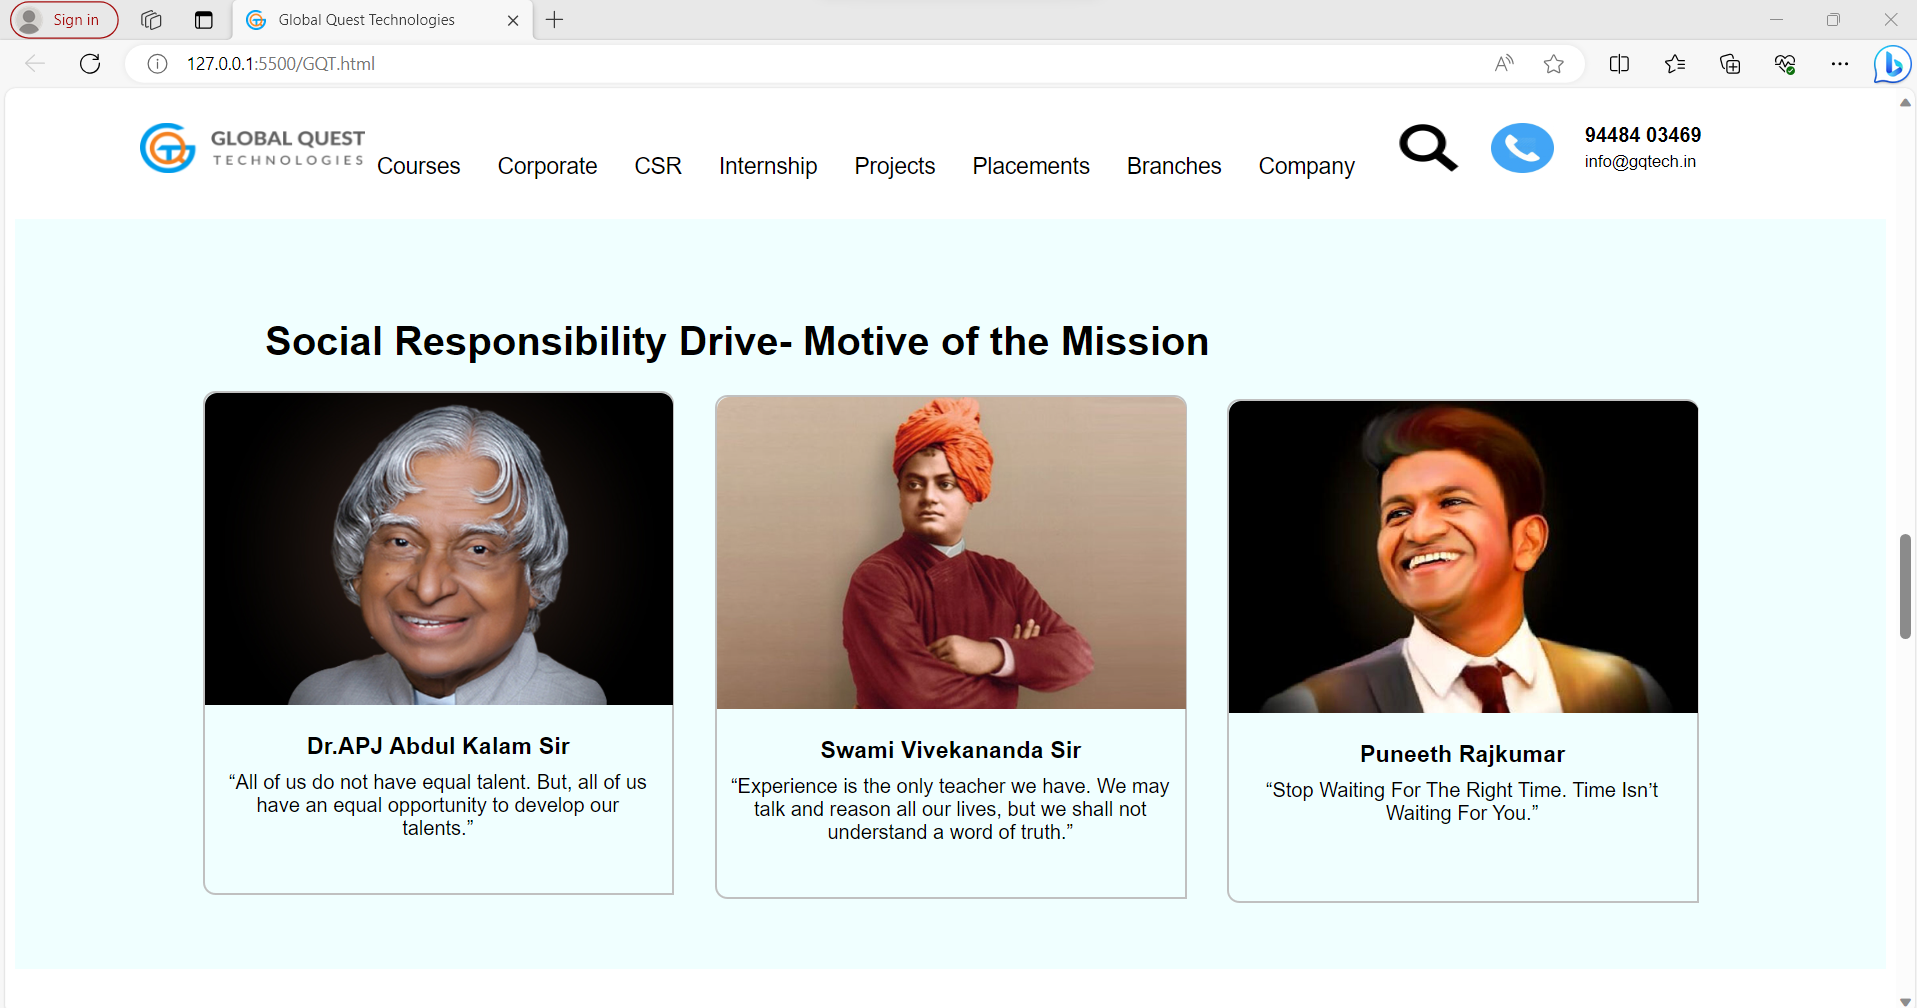 Sign in
Global Quest Technologies
127.0.0.1:5500/GQT.html
GLOBAL QUEST
TECHNOLOGIES
Courses Corporate CSR Internship Projects Placements Branches Company
94484 03469
info@gqtech.in
Social Responsibility Drive- Motive of the Mission
Dr.APJ Abdul Kalam Sir
“All of us do not have equal talent. But, all of us
have an equal opportunity to develop our
talents.”
Swami Vivekananda Sir
“Experience is the only teacher we have. We may
talk and reason all our lives, but we shall not
understand a word of truth.”
Puneeth Rajkumar
“Stop Waiting For The Right Time. Time Isn’t
Waiting For You.”